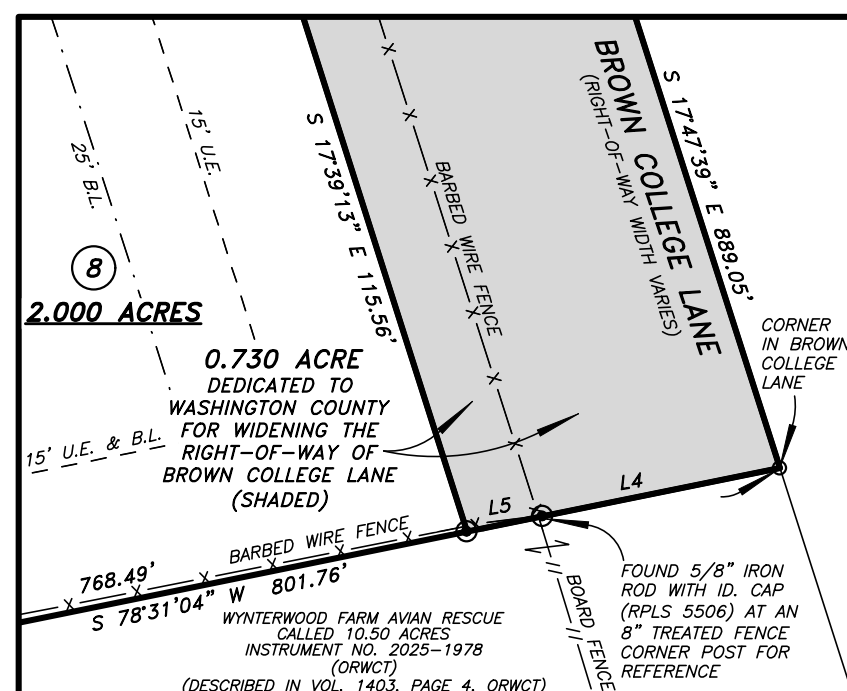 BROWN COLLEGE LANE
(RIGHT-OF-WAY WIDTH VARIES)
S 17°47'39" E 889.05'
15' U.E.
25' B.L.
S 17°39'13" E 115.56'
BARBED WIRE FENCE
8
2.000 ACRES
CORNER
IN BROWN
COLLEGE
LANE
0.730 ACRE
DEDICATED TO
WASHINGTON COUNTY
FOR WIDENING THE
RIGHT-OF-WAY OF
BROWN COLLEGE LANE
(SHADED)
15' U.E. & B.L.
L5
L4
BARBED WIRE FENCE
768.49'
S 78°31'04" W 801.76'
BOARD FENCE
FOUND 5/8" IRON
ROD WITH ID. CAP
(RPLS 5506) AT AN
8" TREATED FENCE
CORNER POST FOR
REFERENCE
WYNTERWOOD FARM AVIAN RESCUE
CALLED 10.50 ACRES
INSTRUMENT NO. 2025-1978
(ORWCT)
(DESCRIBED IN VOL. 1403, PAGE 4, ORWCT)